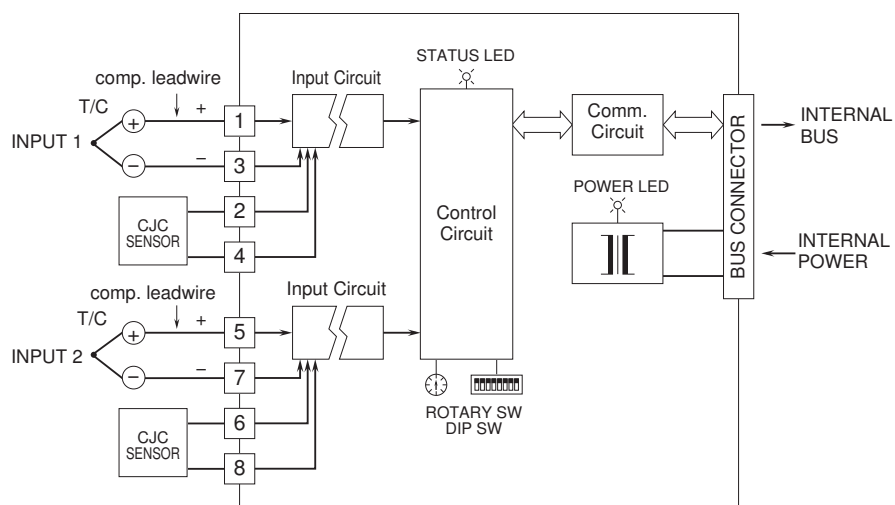 STATUS LED
comp. leadwire
Input Circuit
T/C
+
+
1
Comm.
Circuit
INTERNAL
BUS
INPUT 1
−
−
3
BUS CONNECTOR
2
CJC
SENSOR
4
Control
Circuit
POWER LED
INTERNAL
POWER
comp. leadwire
Input Circuit
T/C
+
+
5
INPUT 2
−
−
7
ROTARY SW
DIP SW
6
CJC
SENSOR
8